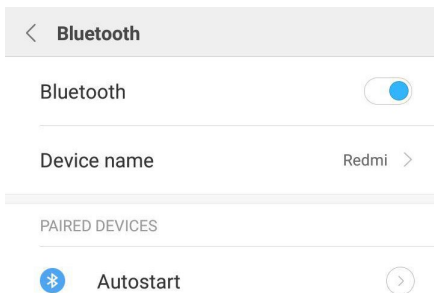 Bluetooth
Bluetooth
Device name Redmi
PAIRED DEVICES
Autostart